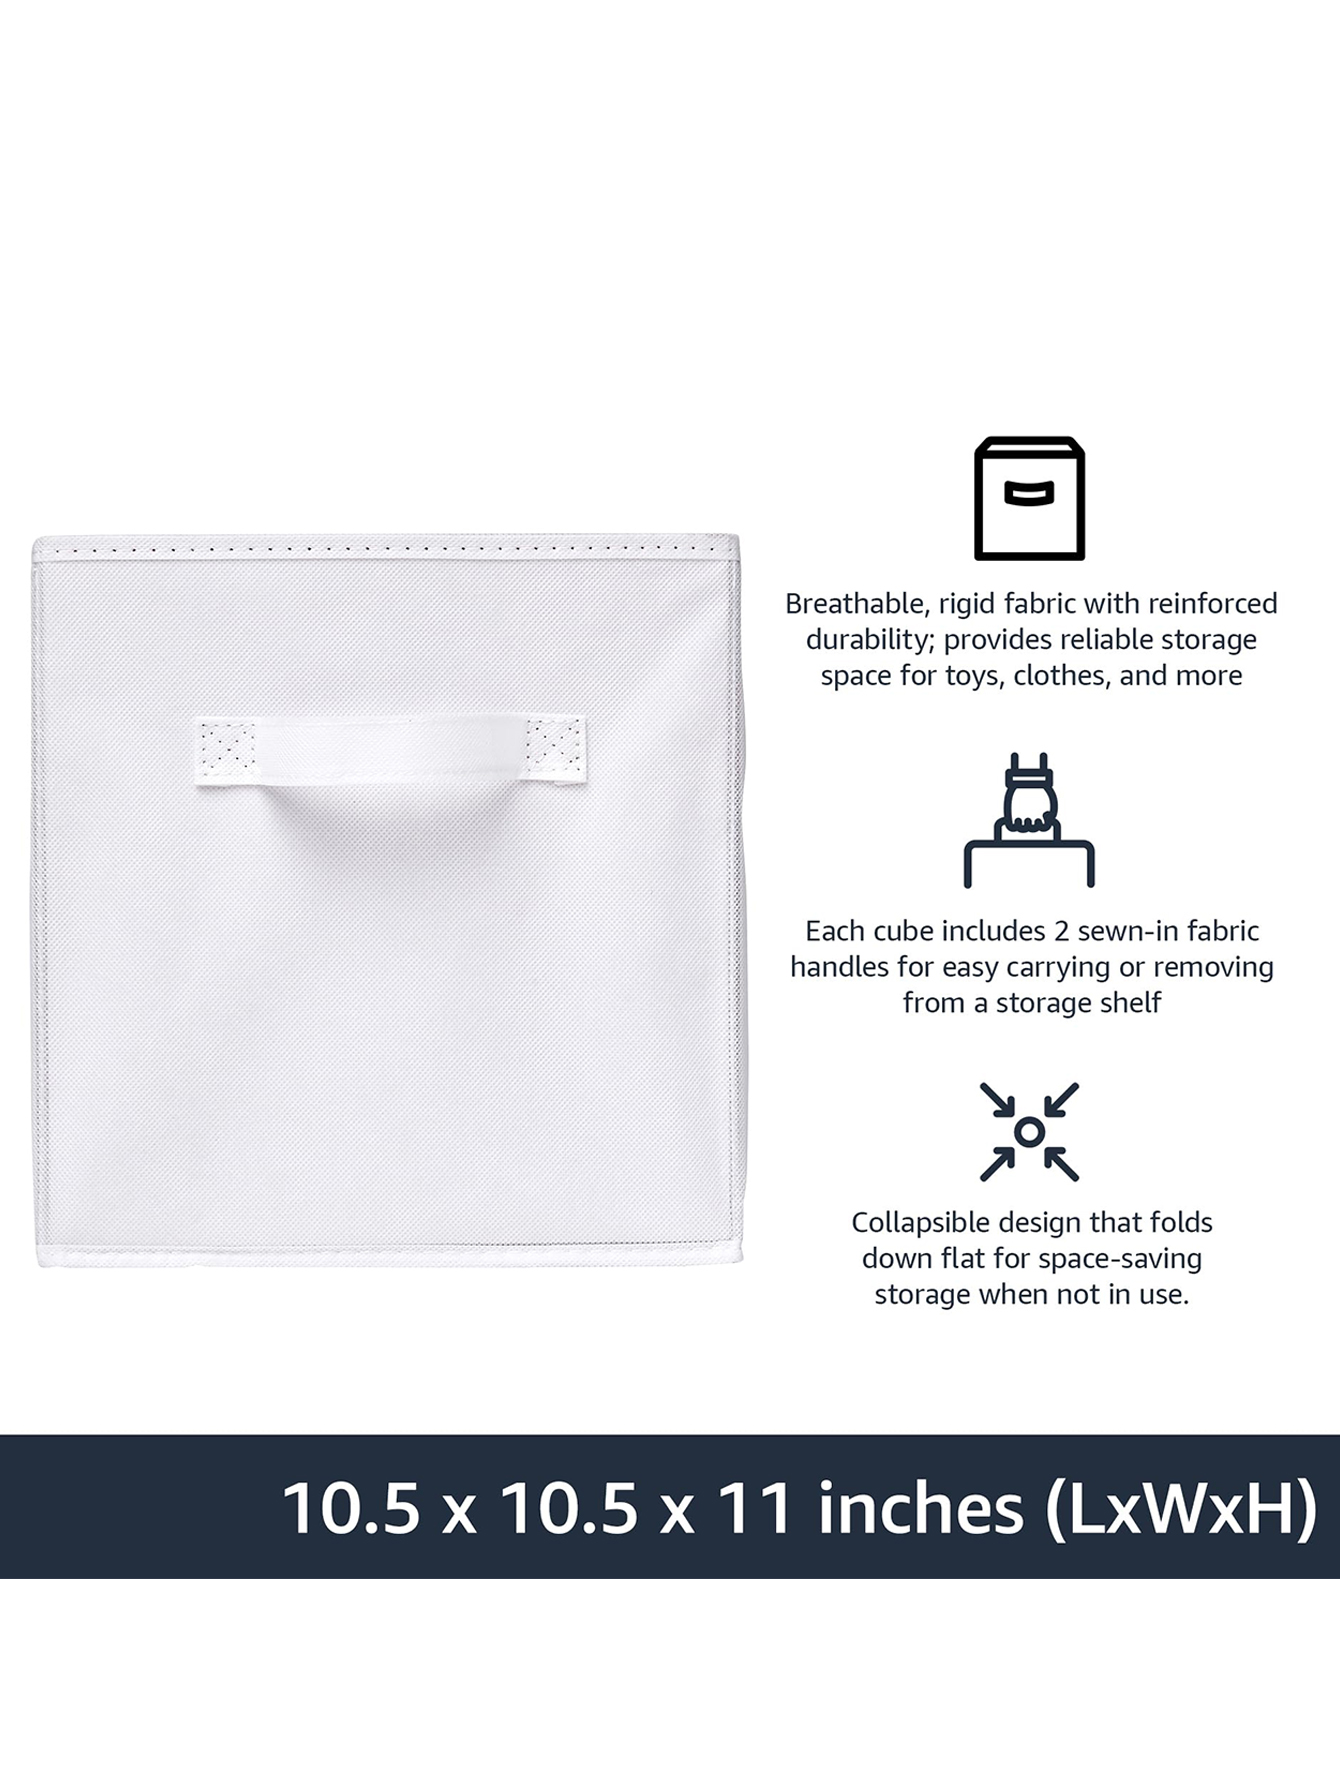 Breathable, rigid fabric with reinforced
durability; provides reliable storage
space for toys, clothes, and more
Each cube includes 2 sewn-in fabric
handles for easy carrying or removing
from a storage shelf
Collapsible design that folds
down flat for space-saving
storage when not in use.
10.5 x 10.5 x 11 inches (LxWxH)